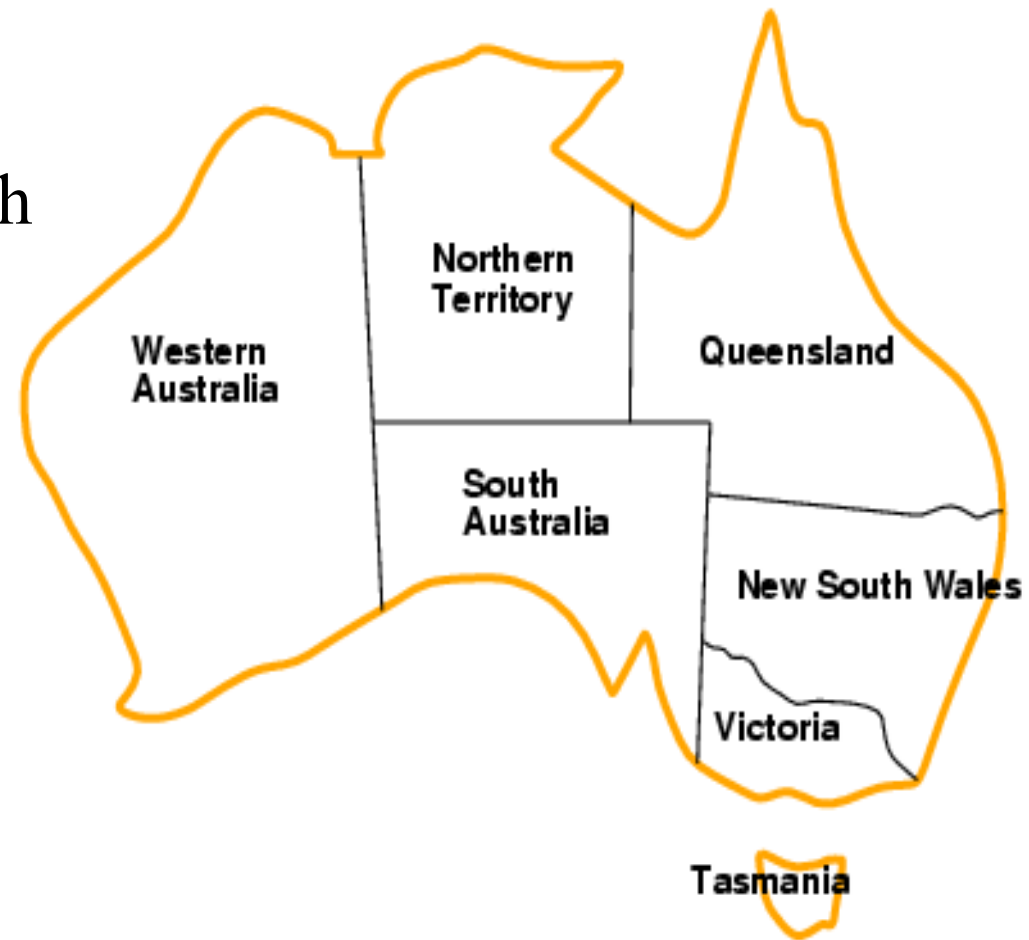 h
Northern
Territory
Western
Australia
Queensland
South
Australia
New South Wales
Victoria
Tasmania